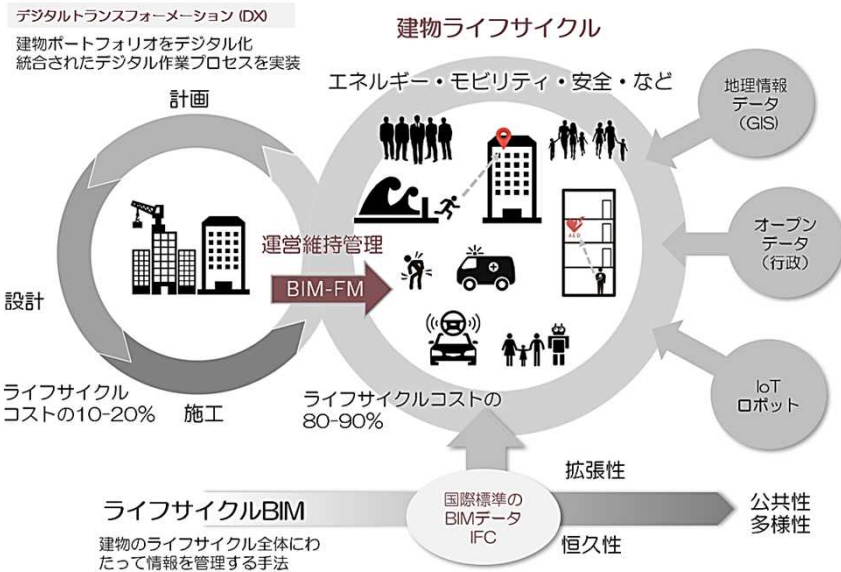 デジタルトランスフォーメーション (DX)
建物ポートフォリオをデジタル化
統合されたデジタル作業プロセスを実装
計画
設計
施工
ライフサイクル
コストの10-20%
運営維持管理
BIM-FM
建物ライフサイクル
エネルギー・モビリティ・安全・など
AED
ライフサイクルコストの
80-90%
地理情報
データ
(GIS)
オープン
データ
(行政)
IoT
ロボット
ライフサイクルBIM
建物のライフサイクル全体にわ
たって情報を管理する手法
国際標準の
BIMデータ
IFC
拡張性
恒久性
公共性
多様性